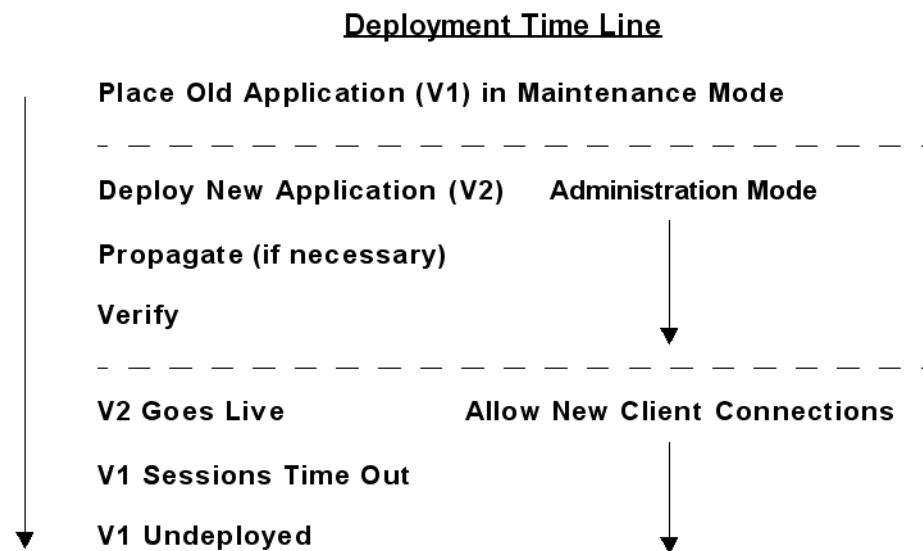 Deployment Time Line
Place Old Application (V1) in Maintenance Mode
Deploy New Application (V2) Administration Mode
Propagate (if necessary)
Verify
V2 Goes Live Allow New Client Connections
V1 Sessions Time Out
V1 Undeployed